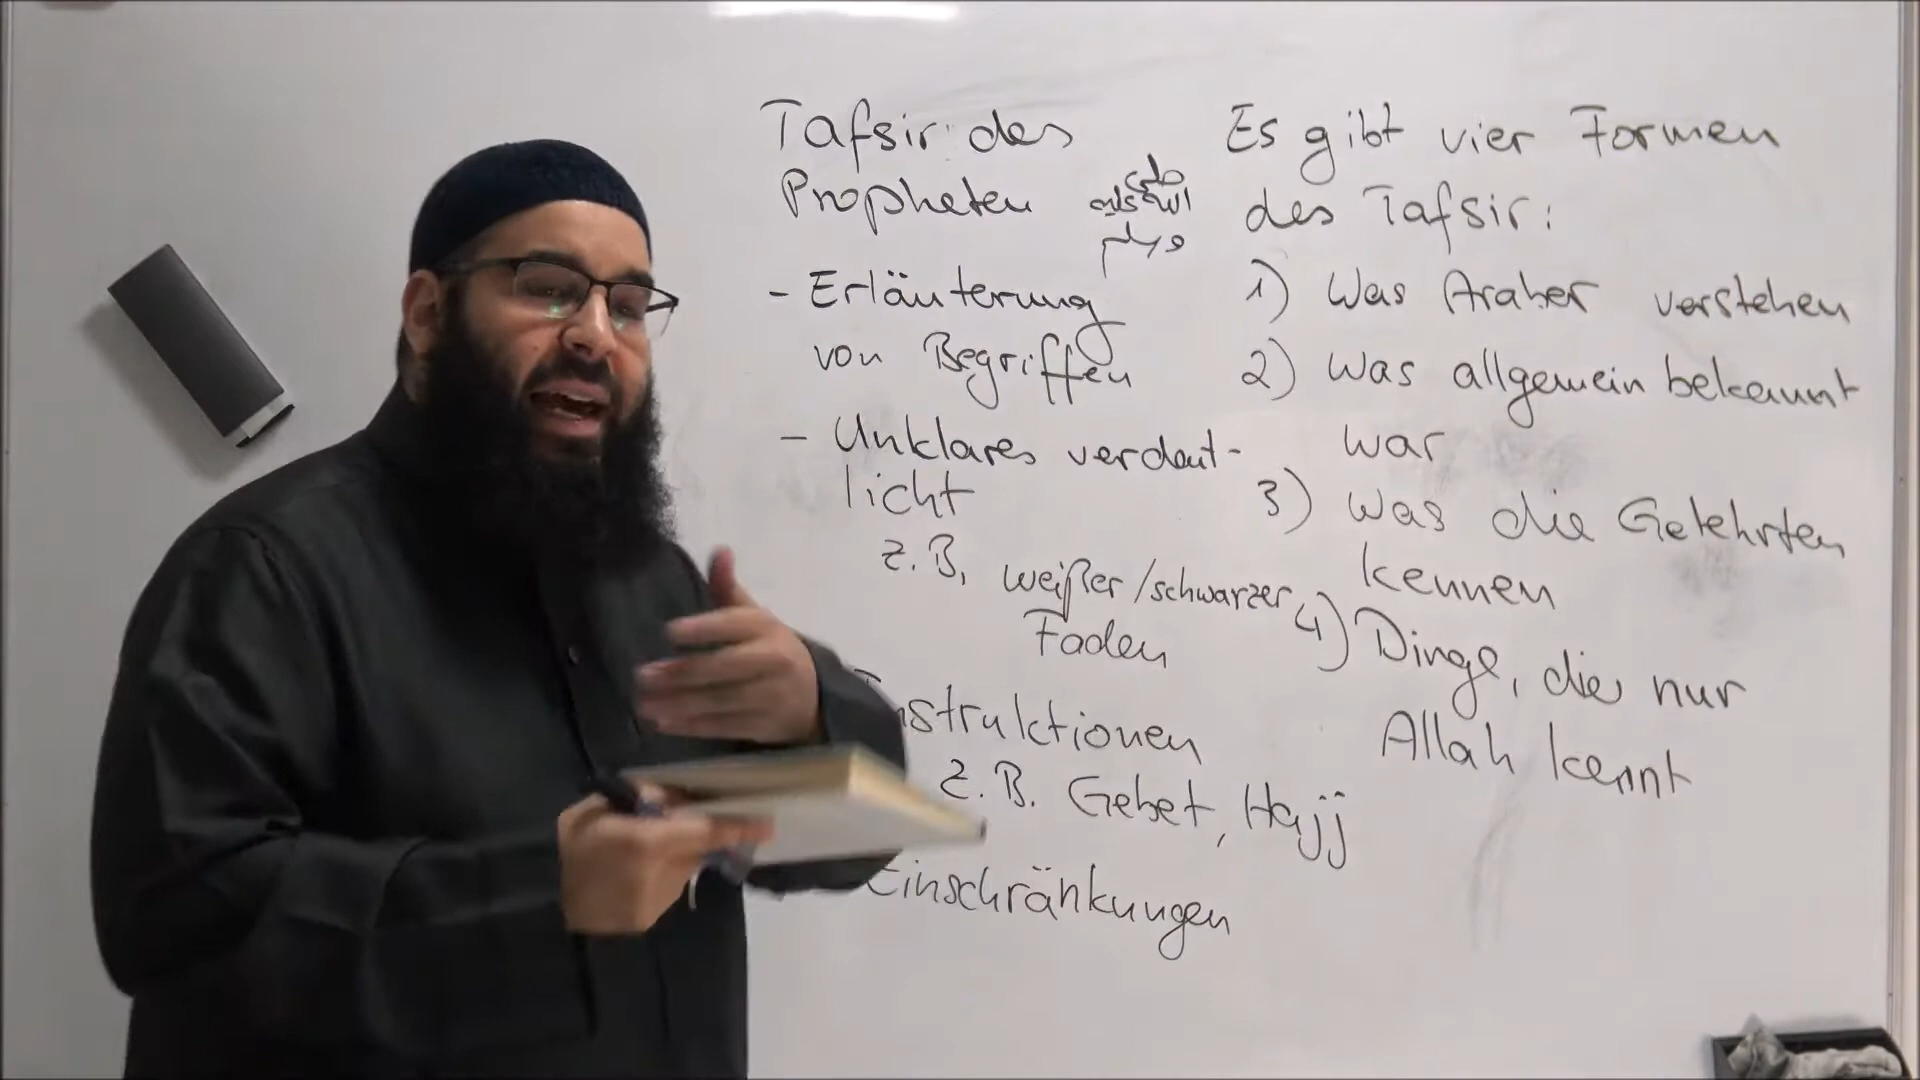 Tafsir des
Propheten صلى
الله عليه
وسلم
- Erläuterung
von Begriffen
- Unklares verdeut-
licht
z.B. weißer/schwarzer
Faden
nstruktionen
z.B. Gebet, Hajj
Einschränkungen
Es gibt vier Formen
des Tafsir:
1) Was Araber verstehen
2) Was allgemein bekannt
war
3) Was die Gelehrten
kennen
4) Dinge, die nur
Allah kennt